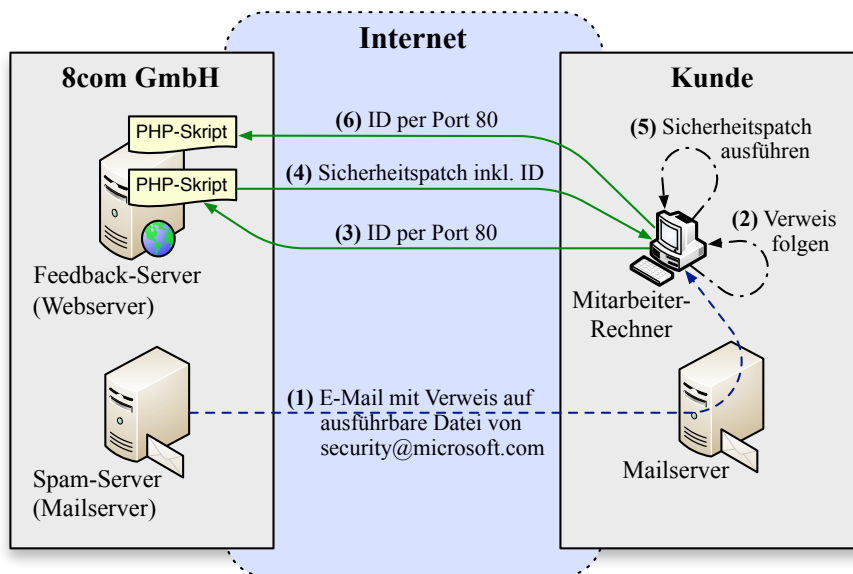 Internet
8com GmbH
Kunde
PHP-Skript
(6) ID per Port 80
(5) Sicherheitspatch
ausführen
PHP-Skript
(4) Sicherheitspatch inkl. ID
(3) ID per Port 80
(2) Verweis
folgen
Feedback-Server
(Webserver)
Mitarbeiter-
Rechner
(1) E-Mail mit Verweis auf
ausführbare Datei von
security@microsoft.com
Spam-Server
(Mailserver)
Mailserver